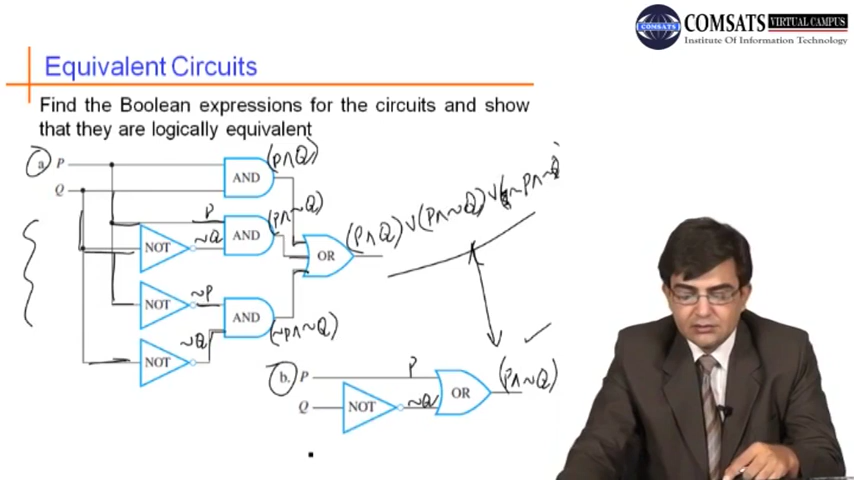 COMSATS
COMSATS VIRTUAL CAMPUS
Institute Of Information Technology
Equivalent Circuits
Find the Boolean expressions for the circuits and show
that they are logically equivalent
a) P
Q
AND
(P∧Q)
P
NOT
~Q
AND
(P∧~Q)
OR
(P∧Q)∨(P∧~Q)∨(~P∧~Q
NOT
~P
AND
(~P∧~Q)
NOT
~Q
b. P
P
Q
NOT
~Q
OR
(P∧~Q)